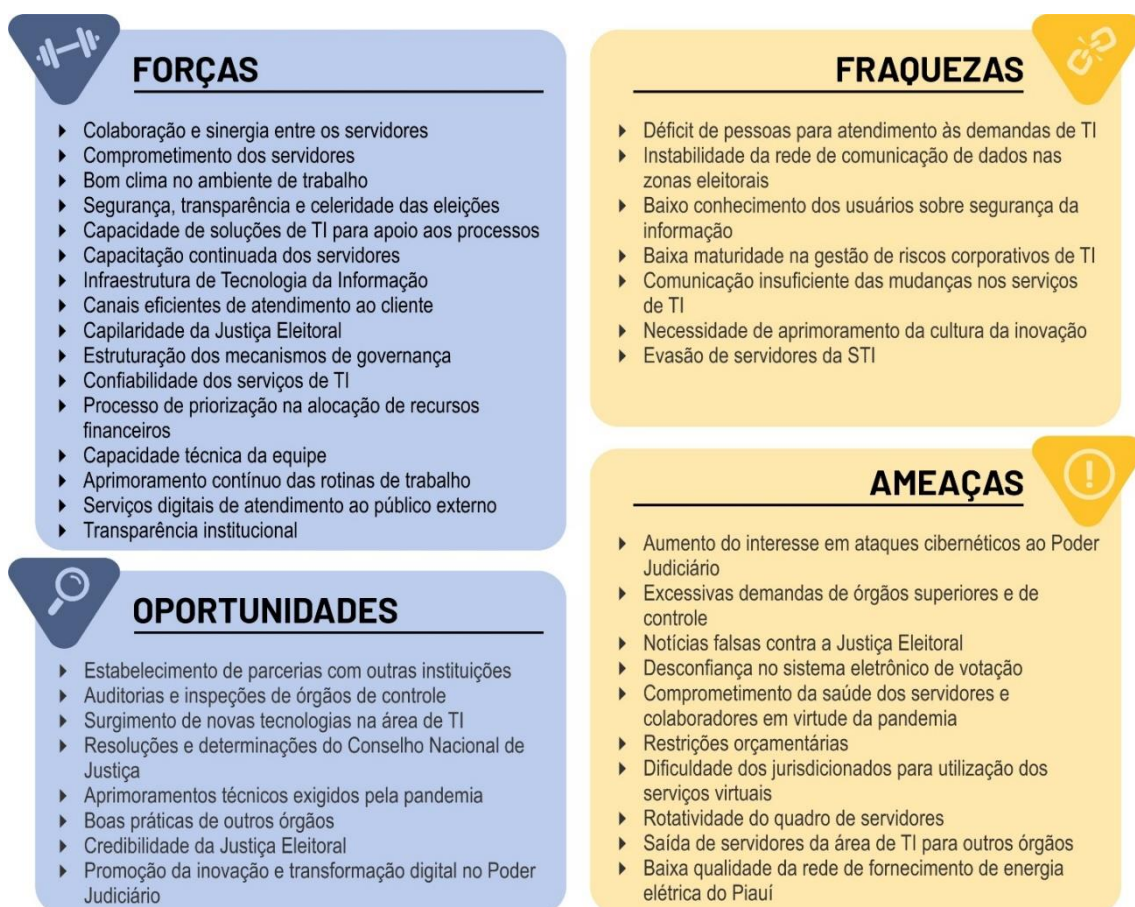 FORÇAS
Colaboração e sinergia entre os servidores
Comprometimento dos servidores
Bom clima no ambiente de trabalho
Segurança, transparência e celeridade das eleições
Capacidade de soluções de TI para apoio aos processos
Capacitação continuada dos servidores
Infraestrutura de Tecnologia da Informação
Canais eficientes de atendimento ao cliente
Capilaridade da Justiça Eleitoral
Estruturação dos mecanismos de governança
Confiabilidade dos serviços de TI
Processo de priorização na alocação de recursos
financeiros
Capacidade técnica da equipe
Aprimoramento contínuo das rotinas de trabalho
Serviços digitais de atendimento ao público externo
Transparência institucional
FRAQUEZAS
Déficit de pessoas para atendimento às demandas de TI
Instabilidade da rede de comunicação de dados nas
zonas eleitorais
Baixo conhecimento dos usuários sobre segurança da
informação
Baixa maturidade na gestão de riscos corporativos de TI
Comunicação insuficiente das mudanças nos serviços
de TI
Necessidade de aprimoramento da cultura da inovação
Evasão de servidores da STI
OPORTUNIDADES
Estabelecimento de parcerias com outras instituições
Auditorias e inspeções de órgãos de controle
Surgimento de novas tecnologias na área de TI
Resoluções e determinações do Conselho Nacional de
Justiça
Aprimoramentos técnicos exigidos pela pandemia
Boas práticas de outros órgãos
Credibilidade da Justiça Eleitoral
Promoção da inovação e transformação digital no Poder
Judiciário
AMEAÇAS
Aumento do interesse em ataques cibernéticos ao Poder
Judiciário
Excessivas demandas de órgãos superiores e de
controle
Notícias falsas contra a Justiça Eleitoral
Desconfiança no sistema eletrônico de votação
Comprometimento da saúde dos servidores e
colaboradores em virtude da pandemia
Restrições orçamentárias
Dificuldade dos jurisdicionados para utilização dos
serviços virtuais
Rotatividade do quadro de servidores
Saída de servidores da área de TI para outros órgãos
Baixa qualidade da rede de fornecimento de energia
elétrica do Piauí